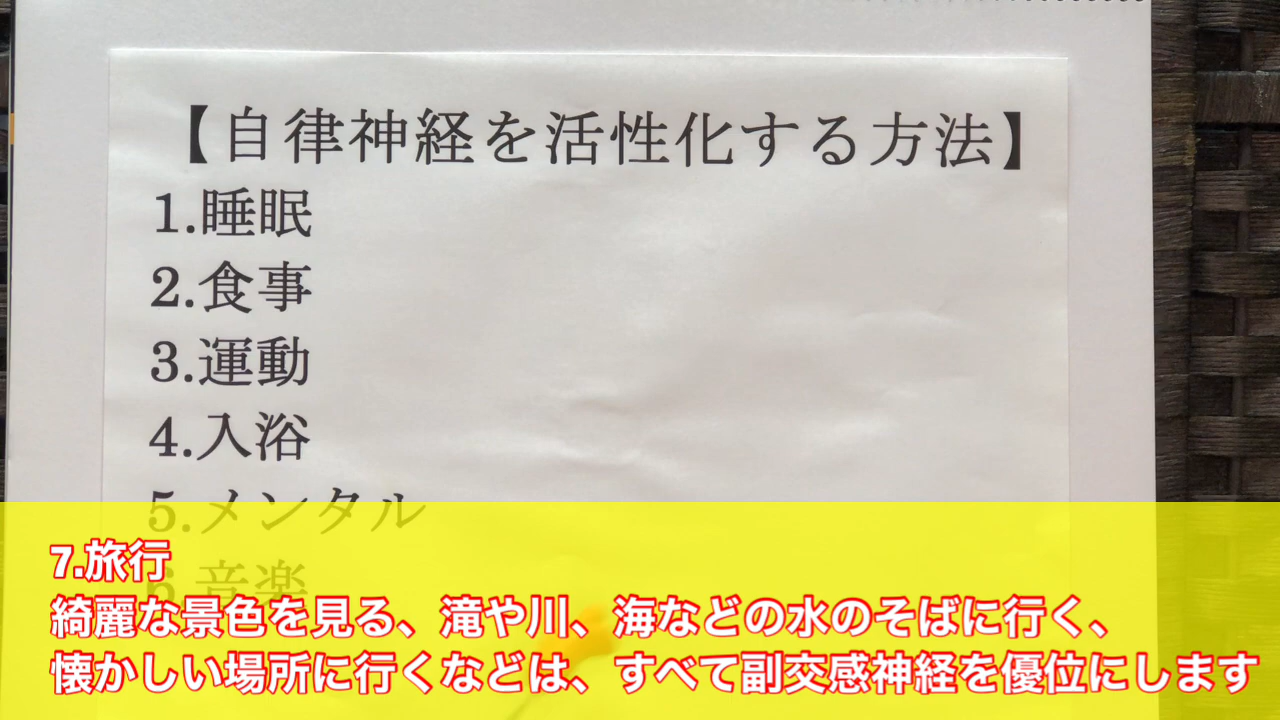 【自律神経を活性化する方法】
1.睡眠
2.食事
3.運動
4.入浴
5.メンタル
6.音楽
7.旅行
綺麗な景色を見る、滝や川、海などの水のそばに行く、
懐かしい場所に行くなどは、すべて副交感神経を優位にします